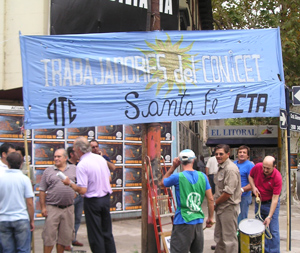 TRABAJADORES del CONICET
ATE Santa Fe CTA
EL LITORAL